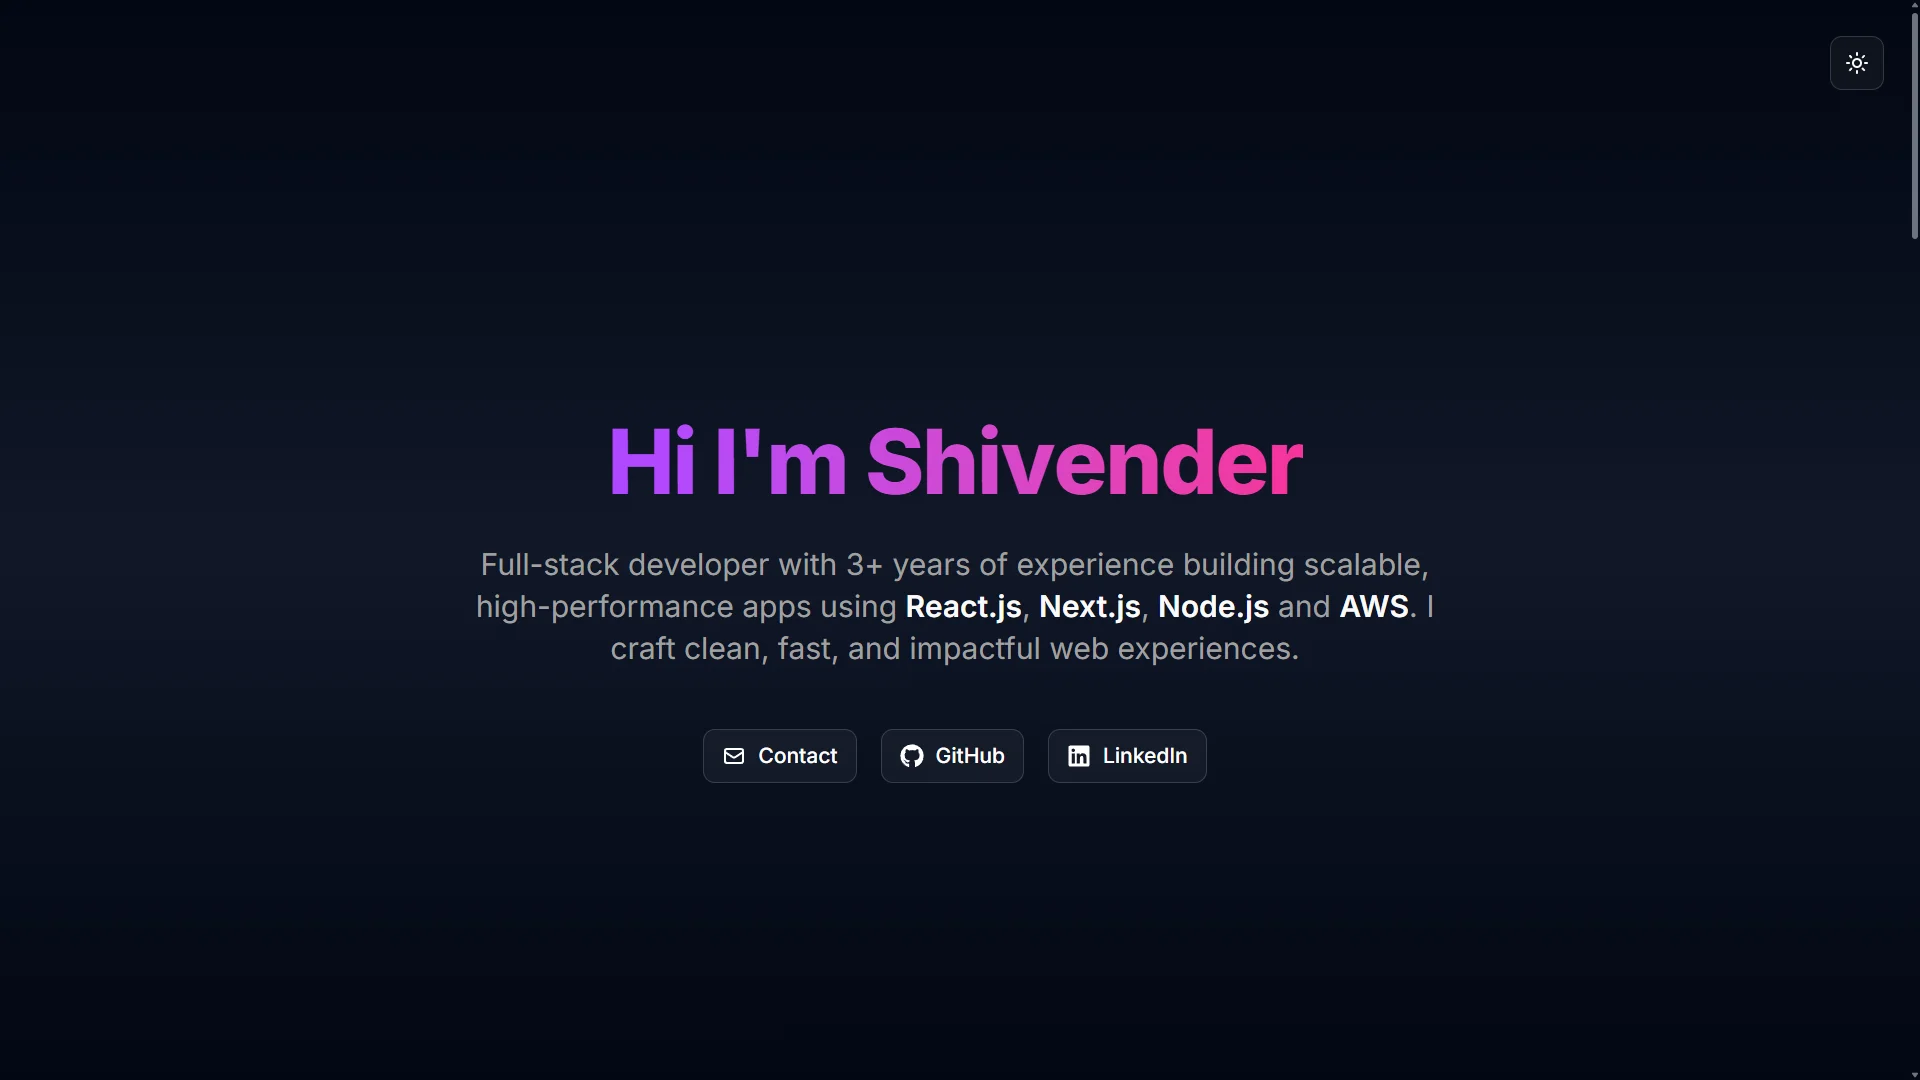 Hi I'm Shivender
Full-stack developer with 3+ years of experience building scalable,
high-performance apps using React.js, Next.js, Node.js and AWS. I
craft clean, fast, and impactful web experiences.
Contact
GitHub
LinkedIn